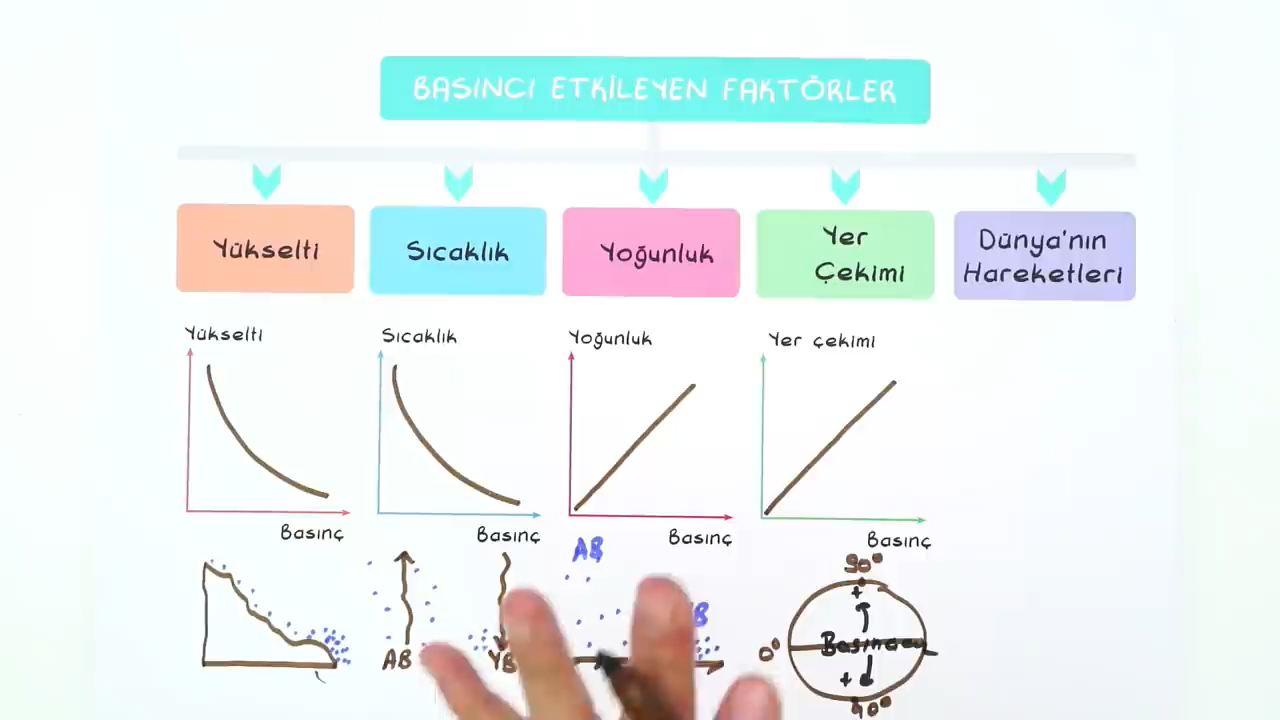 BASINCI ETKİLEYEN FAKTÖRLER
Yükselti
Sıcaklık
Yoğunluk
Yer
Çekimi
Dünya'nın
Hareketleri
Yükselti
Sıcaklık
Yoğunluk
Yer çekimi
Basınç
Basınç
Basınç
Basınç
AB
90°
+
0°
+
90°
AB
YB